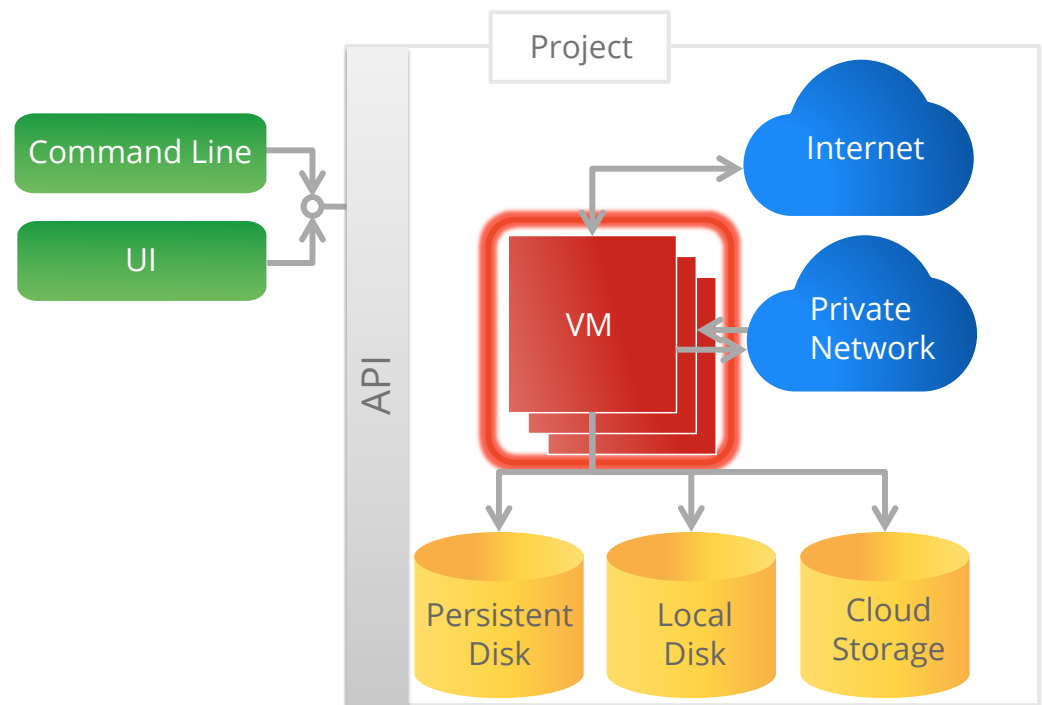 Project
Command Line
UI
API
Internet
VM
Private
Network
Persistent
Disk
Local
Disk
Cloud
Storage